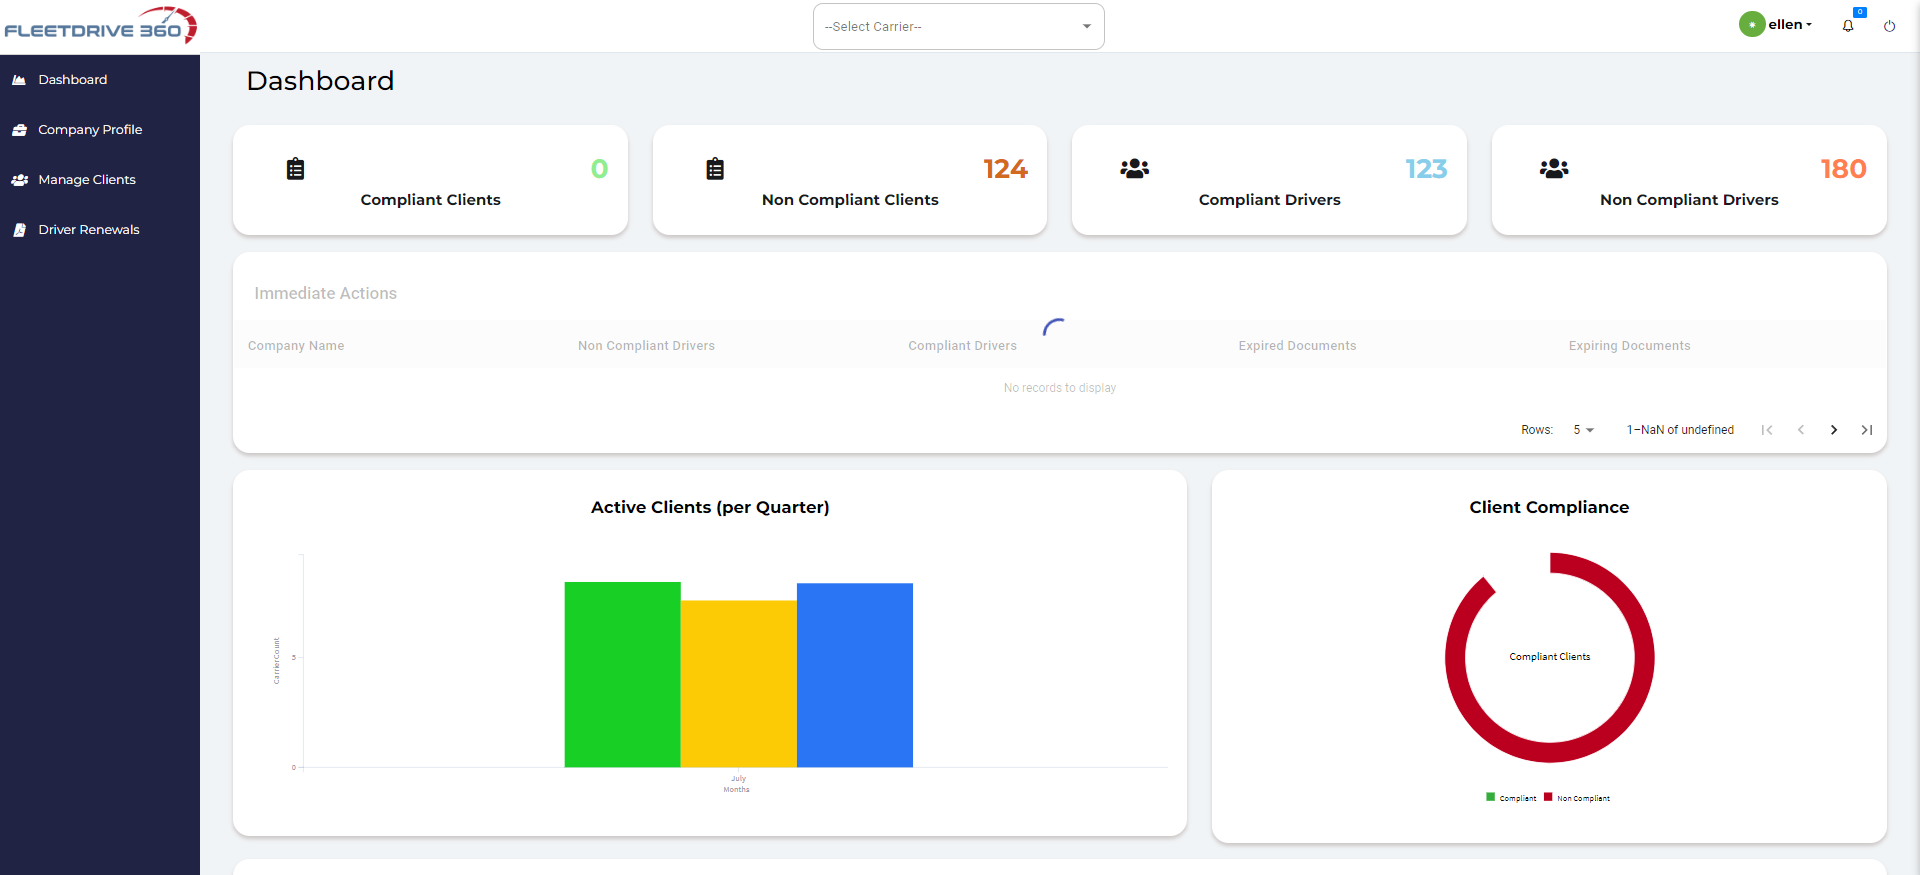 FLEETDRIVE 360
--Select Carrier--
ellen
0
Dashboard
Company Profile
Manage Clients
Driver Renewals
Dashboard
0
Compliant Clients
124
Non Compliant Clients
123
Compliant Drivers
180
Non Compliant Drivers
Immediate Actions
Company Name Non Compliant Drivers Compliant Drivers Expired Documents Expiring Documents
No records to display
Rows: 5 1-NaN of undefined
Active Clients (per Quarter)
CarrierCount
5
0
July
Months
Client Compliance
Compliant Clients
Compliant Non Compliant